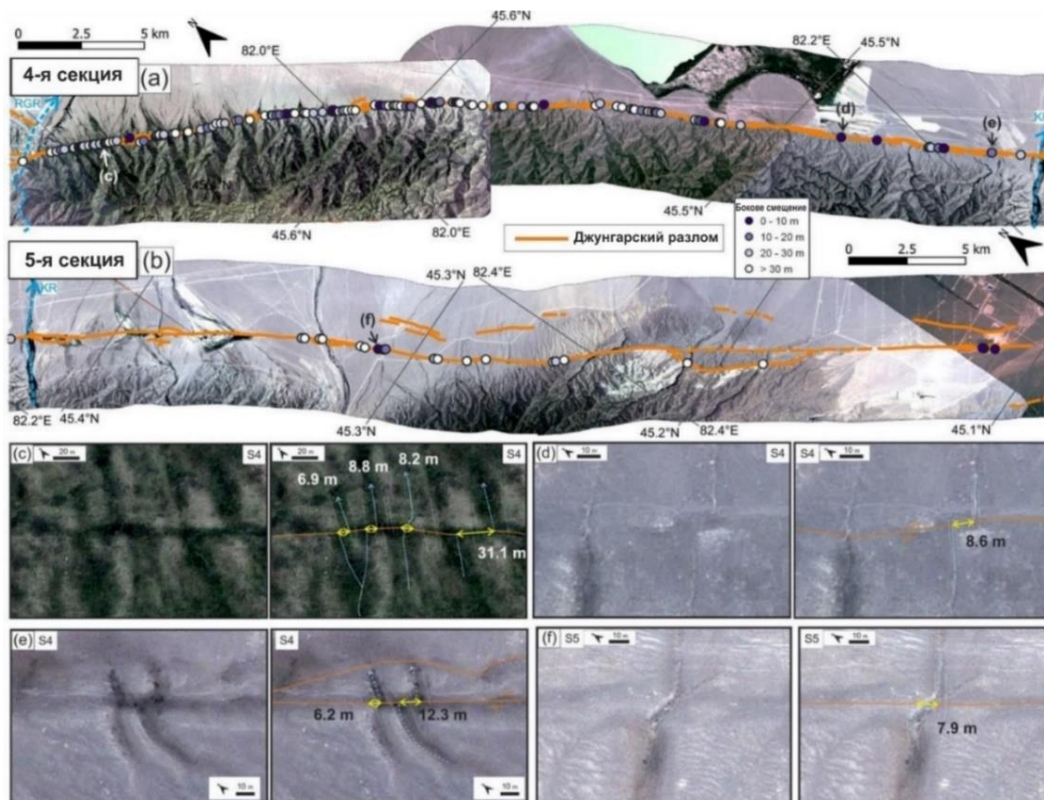 0 2.5 5 km
N
4-я секция (a)
RGR
82.0°E
45.6°N
82.2°E
45.5°N
(c)
(d)
(e)
KR
45.6°N
82.0°E
45.5°N
Бокове смещение
0 - 10 m
10 - 20 m
20 - 30 m
> 30 m
Джунгарский разлом
N
0 2.5 5 km
5-я секция (b)
KR
45.3°N
82.4°E
(f)
82.2°E
45.4°N
45.3°N
45.2°N
82.4°E
45.1°N
(c) 20 m S4
20 m S4
6.9 m
8.8 m
8.2 m
31.1 m
(d) 10 m S4
10 m S4
8.6 m
(e) S4
10 m
S4
6.2 m
12.3 m
10 m
(f) S5 10 m
S5 10 m
7.9 m